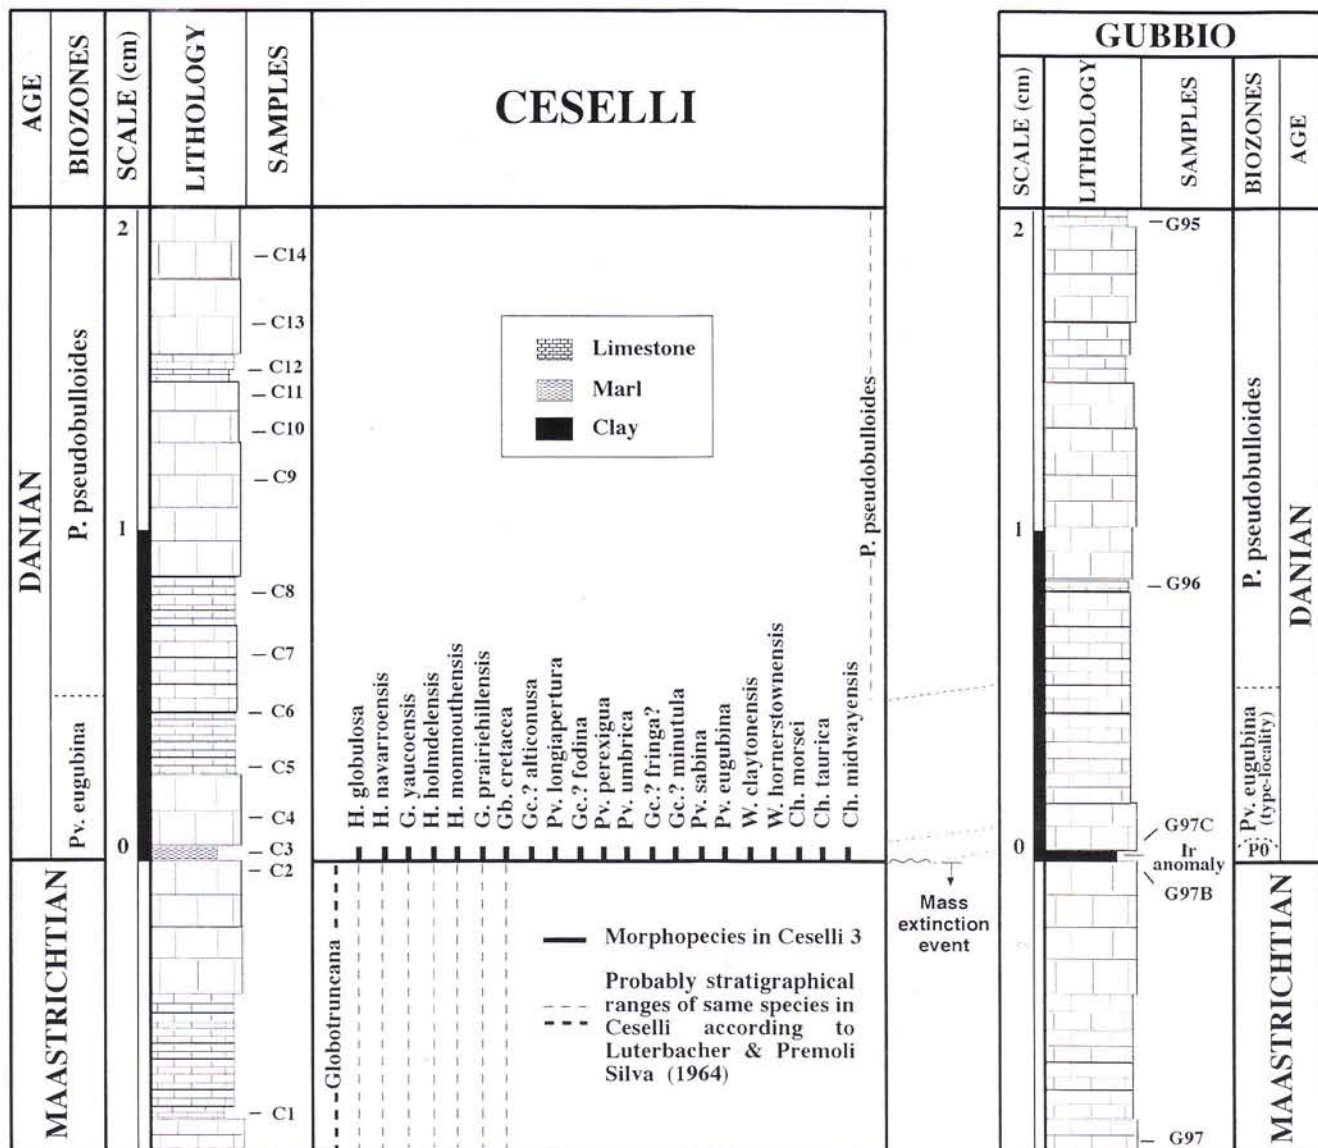 AGE
BIOZONES
SCALE (cm)
LITHOLOGY
SAMPLES
CESELLI
DANIAN
MAASTRICHTIAN
P. pseudobulloides
Pv. eugubina
2
1
0
C14
C13
C12
C11
C10
C9
C8
C7
C6
C5
C4
C3
C2
C1
Limestone
Marl
Clay
P. pseudobulloides
H. globulosa
H. navarroensis
G. yaucoensis
H. holmdelensis
H. monmouthensis
G. prairiehillensis
Gb. cretacea
Gc.? alticonusa
Pv. longiapertura
Gc.? fodina
Pv. perexigua
Pv. umbrica
Gc.? fringa?
Gc.? minutula
Pv. sabina
Pv. eugubina
W. claytonensis
W. hornerstownensis
Ch. morsei
Ch. taurica
Ch. midwayensis
Globotruncana
Morphopecies in Ceselli 3
Probably stratigraphical
ranges of same species in
Ceselli according to
Luterbacher & Premoli
Silva (1964)
Mass
extinction
event
GUBBIO
SCALE (cm)
LITHOLOGY
SAMPLES
BIOZONES
AGE
2
1
0
G95
G96
G97C
Ir
anomaly
G97B
G97
P. pseudobulloides
Pv. eugubina
(type-locality)
P0
DANIAN
MAASTRICHTIAN